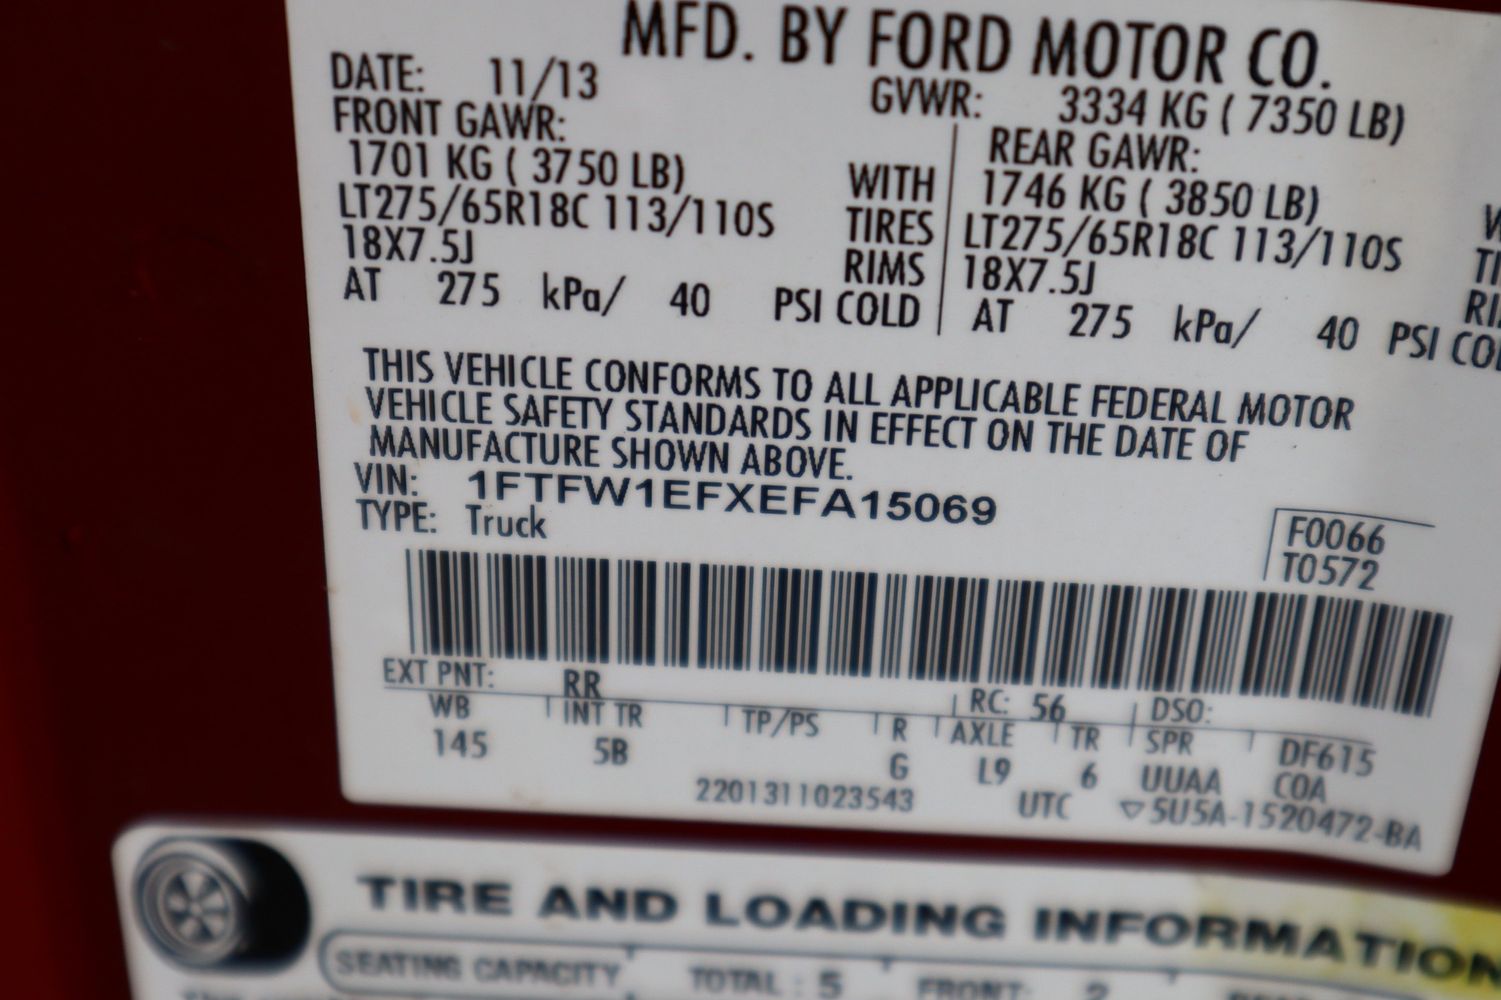 MFD. BY FORD MOTOR CO.
DATE: 11/13 GVWR: 3334 KG ( 7350 LB)
FRONT GAWR: REAR GAWR:
1701 KG ( 3750 LB) WITH 1746 KG ( 3850 LB)
LT275/65R18C 113/110S TIRES LT275/65R18C 113/110S
18X7.5J RIMS 18X7.5J
AT 275 kPa/ 40 PSI COLD AT 275 kPa/ 40 PSI
THIS VEHICLE CONFORMS TO ALL APPLICABLE FEDERAL MOTOR
VEHICLE SAFETY STANDARDS IN EFFECT ON THE DATE OF
MANUFACTURE SHOWN ABOVE.
VIN: 1FTFW1EFXEFA15069
TYPE: Truck
F0066
T0572
EXT PNT: RR RC: 56 DSO:
WB INT TR TP/PS R AXLE TR SPR DF615
145 5B G L9 6 UUAA COA
2201311023543 UTC ▽5U5A-1520472-BA
TIRE AND LOADING INFORMATION
SEATING CAPACITY TOTAL : 5 FRONT: 2